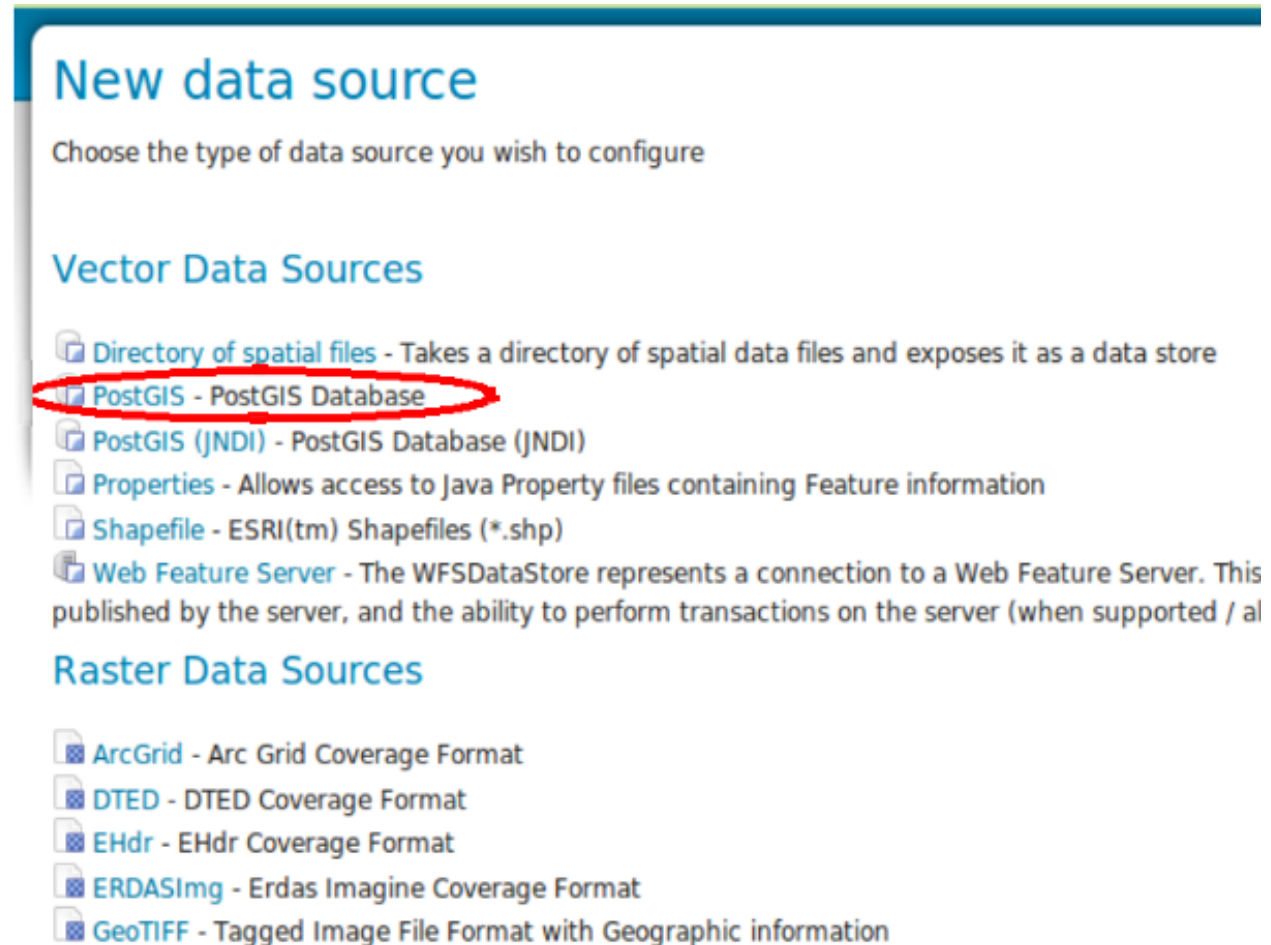 New data source
Choose the type of data source you wish to configure
Vector Data Sources
Directory of spatial files - Takes a directory of spatial data files and exposes it as a data store
PostGIS - PostGIS Database
PostGIS (JNDI) - PostGIS Database (JNDI)
Properties - Allows access to Java Property files containing Feature information
Shapefile - ESRI(tm) Shapefiles (*.shp)
Web Feature Server - The WFSDataStore represents a connection to a Web Feature Server. This
published by the server, and the ability to perform transactions on the server (when supported /
Raster Data Sources
ArcGrid - Arc Grid Coverage Format
DTED - DTED Coverage Format
EHdr - EHdr Coverage Format
ERDASImg - Erdas Imagine Coverage Format
GeoTIFF - Tagged Image File Format with Geographic information